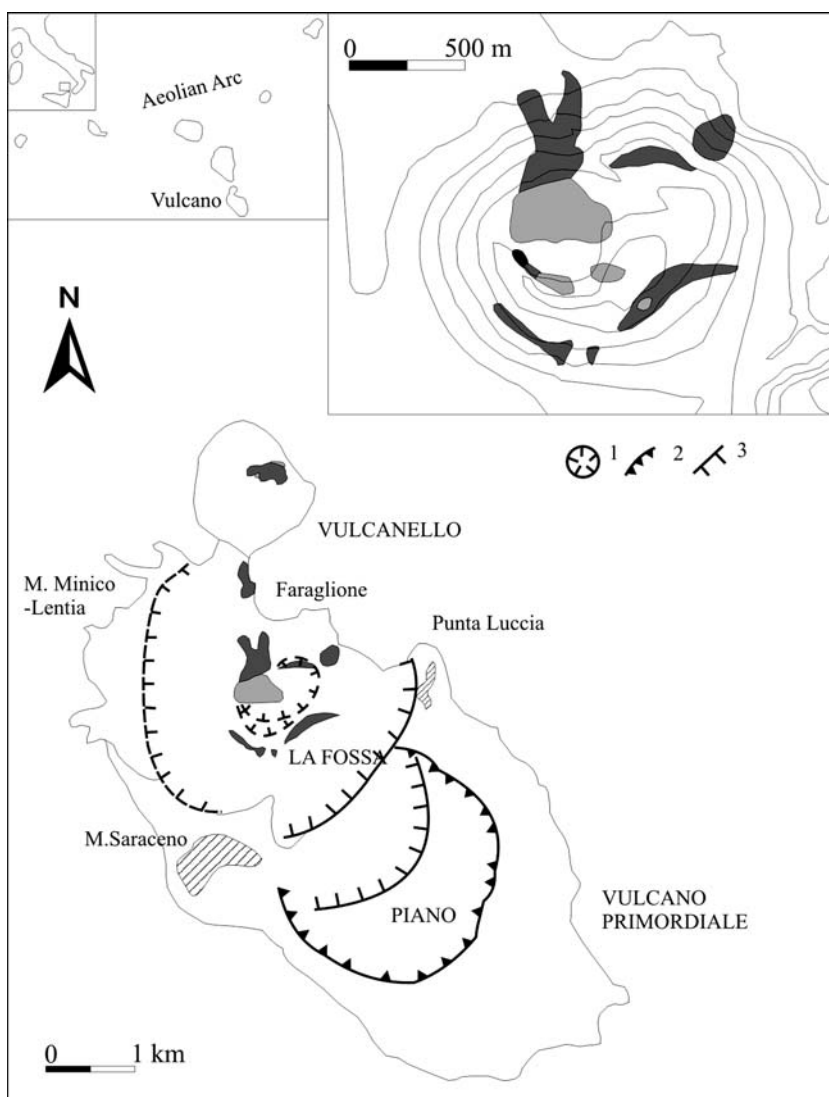 0 500 m
Aeolian Arc
Vulcano
N
1 2 3
VULCANELLO
M. Minico
-Lentia
Faraglione
Punta Luccia
LA FOSSA
M.Saraceno
PIANO
VULCANO
PRIMORDIALE
0 1 km